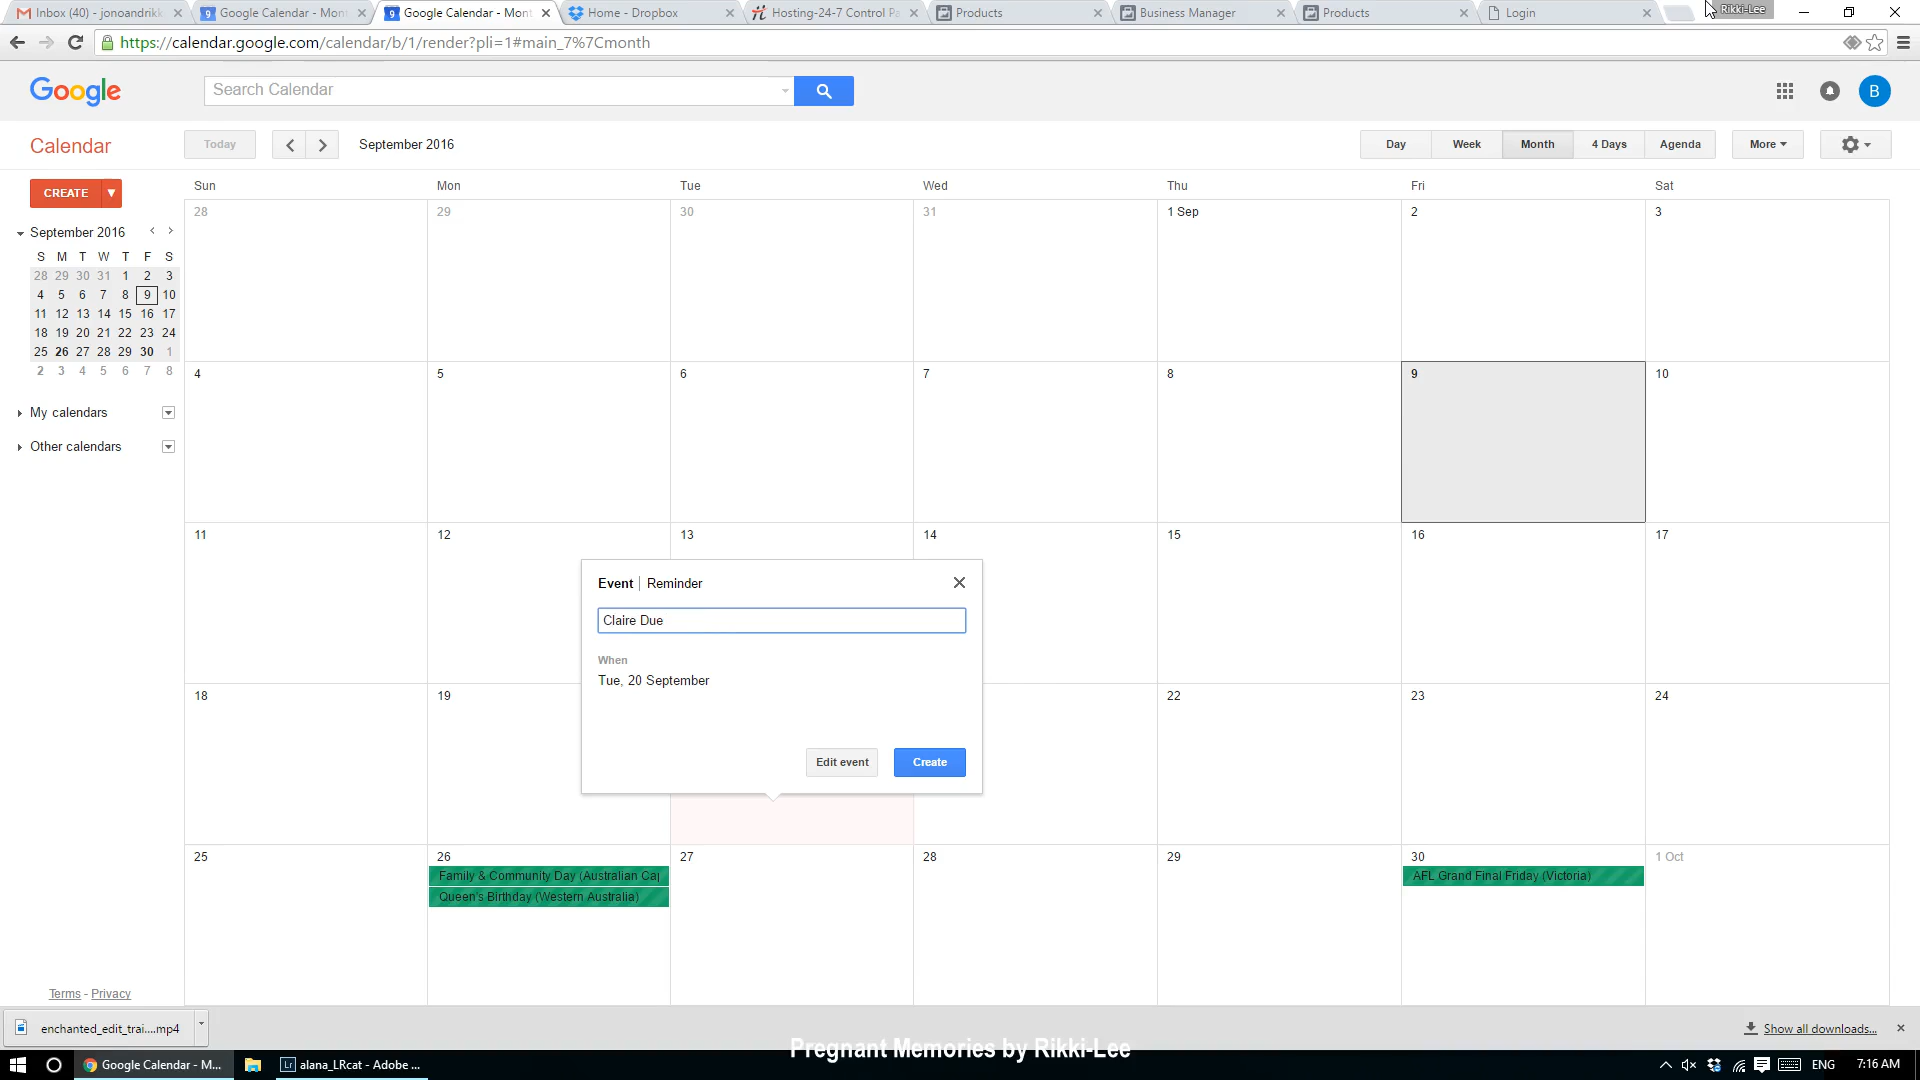 Inbox (40) - jonoandrikk
Google Calendar - Mont
Google Calendar - Mont
Home - Dropbox
Hosting-24-7 Control Pa
Products
Business Manager
Products
Login
Rikki-Lee
https://calendar.google.com/calendar/b/1/render?pli=1#main_7%7Cmonth
Google
Search Calendar
B
Calendar
Today
September 2016
Day
Week
Month
4 Days
Agenda
More
CREATE
September 2016
S M T W T F S
28 29 30 31 1 2 3
4 5 6 7 8 9 10
11 12 13 14 15 16 17
18 19 20 21 22 23 24
25 26 27 28 29 30 1
2 3 4 5 6 7 8
My calendars
Other calendars
Sun Mon Tue Wed Thu Fri Sat
28 29 30 31 1 Sep 2 3
4 5 6 7 8 9 10
11 12 13 14 15 16 17
Event | Reminder
Claire Due
When
Tue, 20 September
Edit event
Create
18 19 22 23 24
25 26 27 28 29 30 1 Oct
Family & Community Day (Australian Cap
Queen's Birthday (Western Australia)
AFL Grand Final Friday (Victoria)
Terms - Privacy
enchanted_edit_trai....mp4
Show all downloads...
Pregnant Memories by Rikki-Lee
Google Calendar - M...
Lr
alana_LRcat - Adobe ...
ENG
7:16 AM